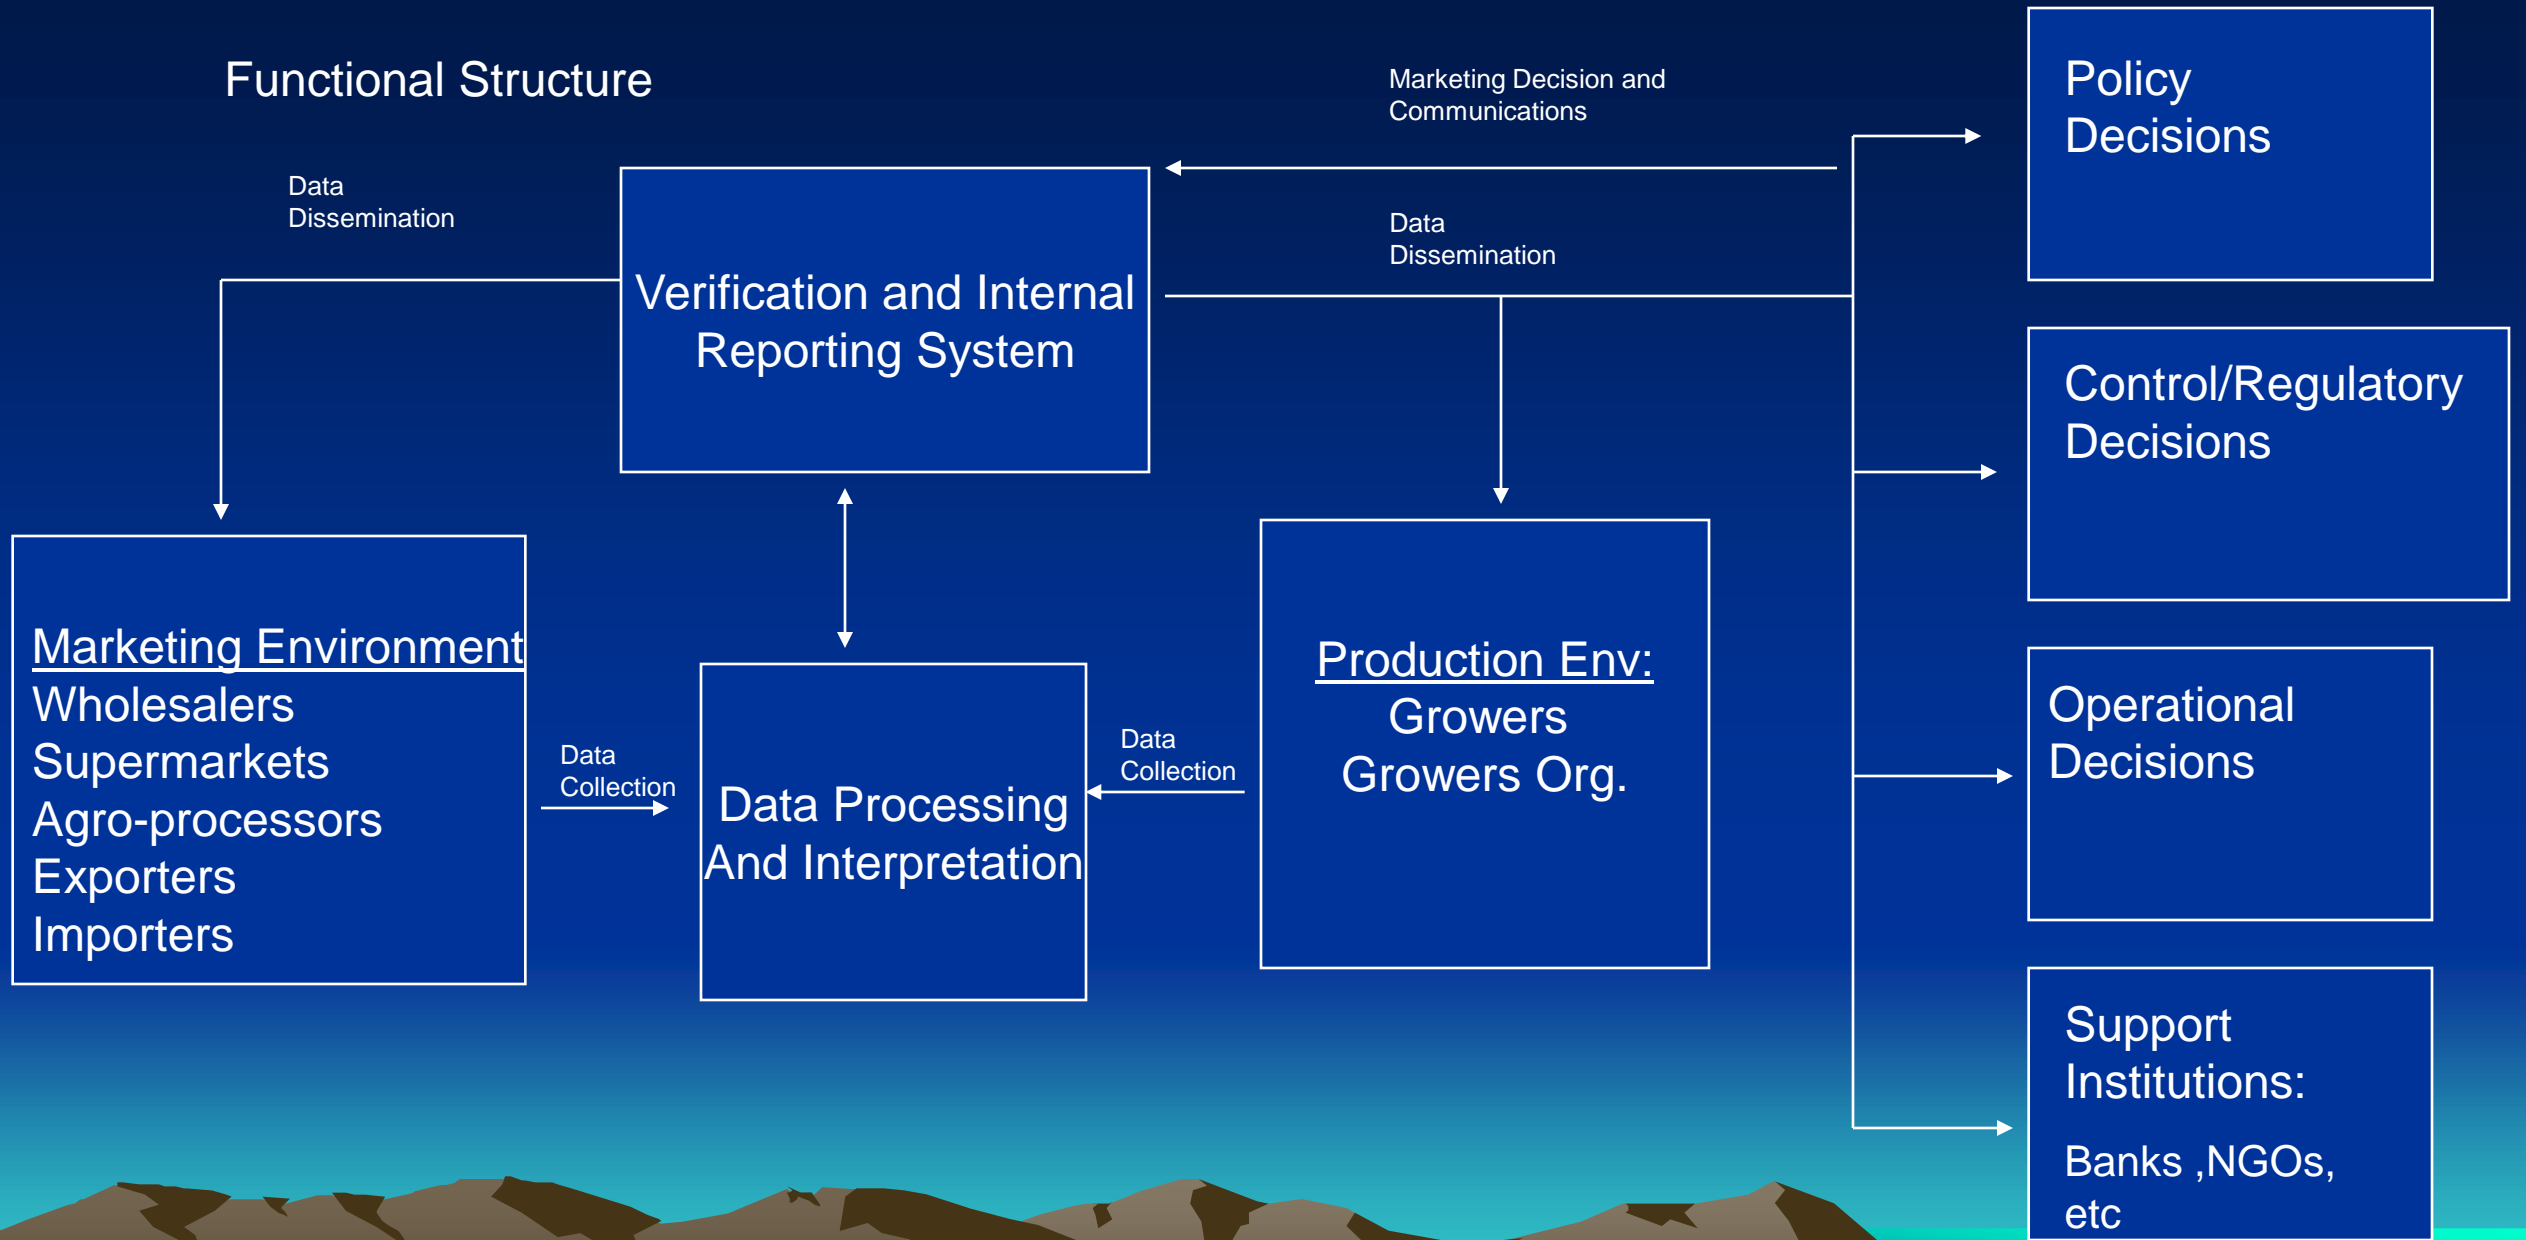 Functional Structure
Marketing Decision and
Communications
Policy
Decisions
Data
Dissemination
Data
Dissemination
Verification and Internal
Reporting System
Control/Regulatory
Decisions
Marketing Environment
Wholesalers
Supermarkets
Agro-processors
Exporters
Importers
Data
Collection
Data Processing
And Interpretation
Data
Collection
Production Env:
Growers
Growers Org.
Operational
Decisions
Support
Institutions:
Banks ,NGOs,
etc